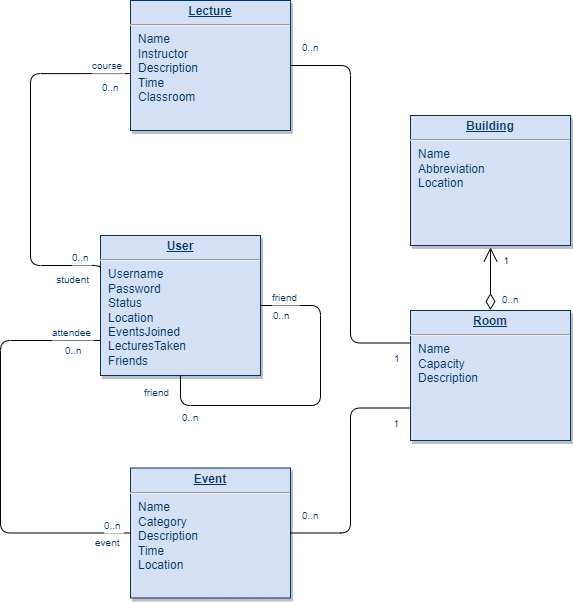 Lecture
Name
Instructor
Description
Time
Classroom
0..n
course
0..n
Building
Name
Abbreviation
Location
1
0..n
User
Username
Password
Status
Location
EventsJoined
LecturesTaken
Friends
0..n
student
friend
0..n
attendee
0..n
friend
0..n
Room
Name
Capacity
Description
1
1
Event
Name
Category
Description
Time
Location
0..n
0..n
event